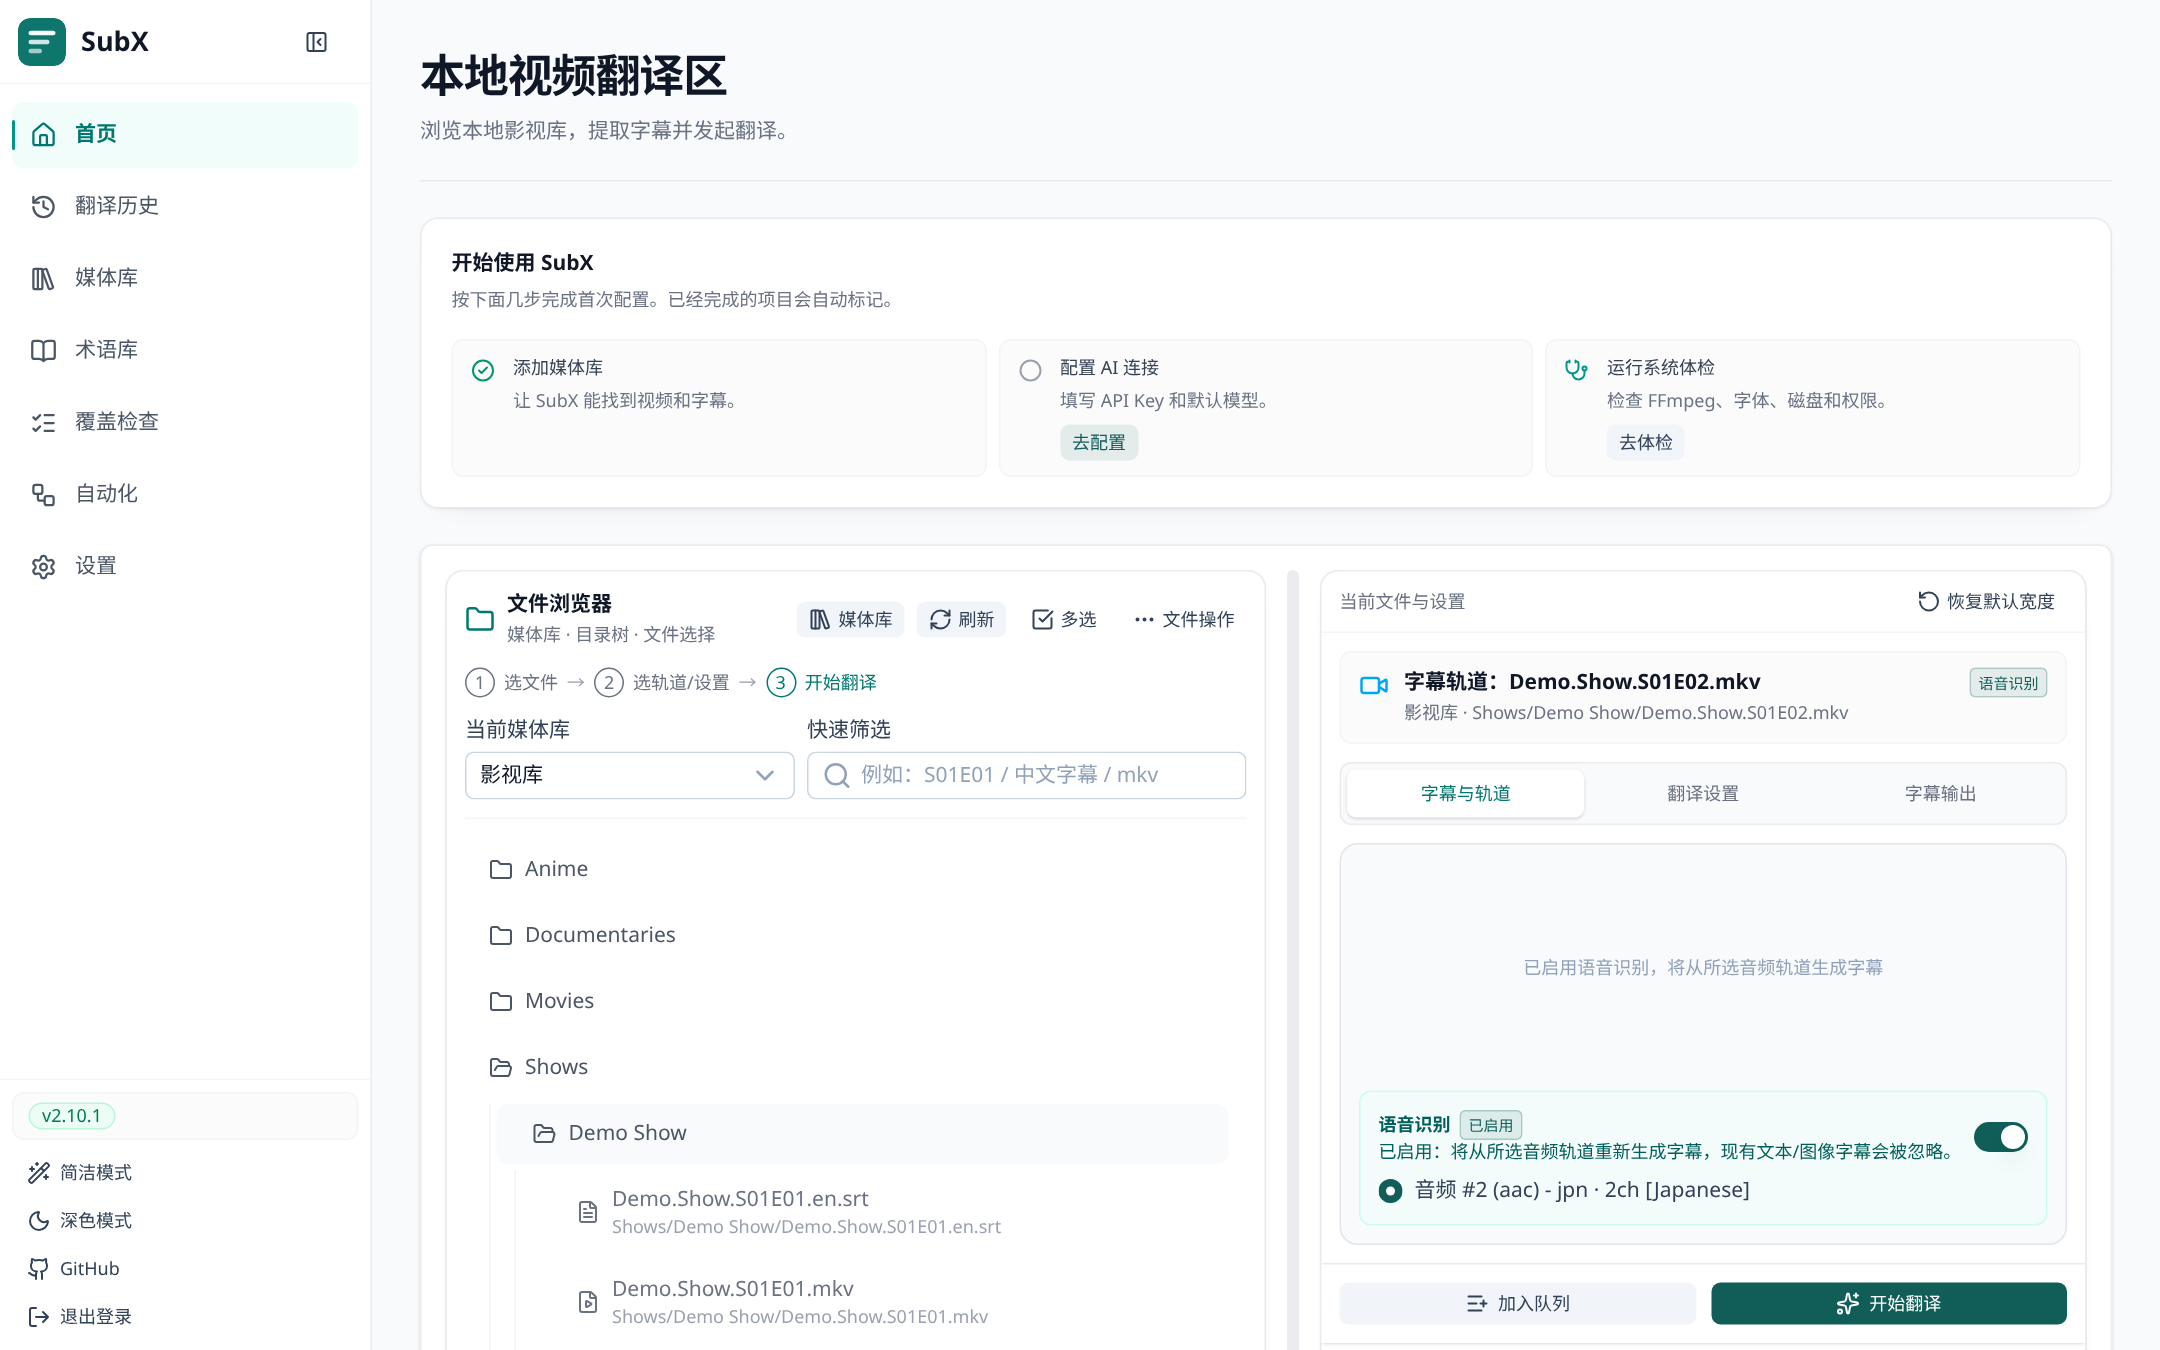 SubX
首页
翻译历史
媒体库
术语库
覆盖检查
自动化
设置
v2.10.1
简洁模式
深色模式
GitHub
退出登录
本地视频翻译区
浏览本地影视库，提取字幕并发起翻译。
开始使用 SubX
按下面几步完成首次配置。已经完成的项目会自动标记。
添加媒体库
让 SubX 能找到视频和字幕。
配置 AI 连接
填写 API Key 和默认模型。
去配置
运行系统体检
检查 FFmpeg、字体、磁盘和权限。
去体检
文件浏览器
媒体库 · 目录树 · 文件选择
媒体库
刷新
多选
文件操作
1 选文件 → 2 选轨道/设置 → 3 开始翻译
当前媒体库
快速筛选
影视库
例如：S01E01 / 中文字幕 / mkv
Anime
Documentaries
Movies
Shows
Demo Show
Demo.Show.S01E01.en.srt
Shows/Demo Show/Demo.Show.S01E01.en.srt
Demo.Show.S01E01.mkv
Shows/Demo Show/Demo.Show.S01E01.mkv
当前文件与设置
恢复默认宽度
字幕轨道：Demo.Show.S01E02.mkv
影视库 · Shows/Demo Show/Demo.Show.S01E02.mkv
语音识别
字幕与轨道
翻译设置
字幕输出
已启用语音识别，将从所选音频轨道生成字幕
语音识别 已启用
已启用：将从所选音频轨道重新生成字幕，现有文本/图像字幕会被忽略。
音频 #2 (aac) - jpn · 2ch [Japanese]
加入队列
开始翻译